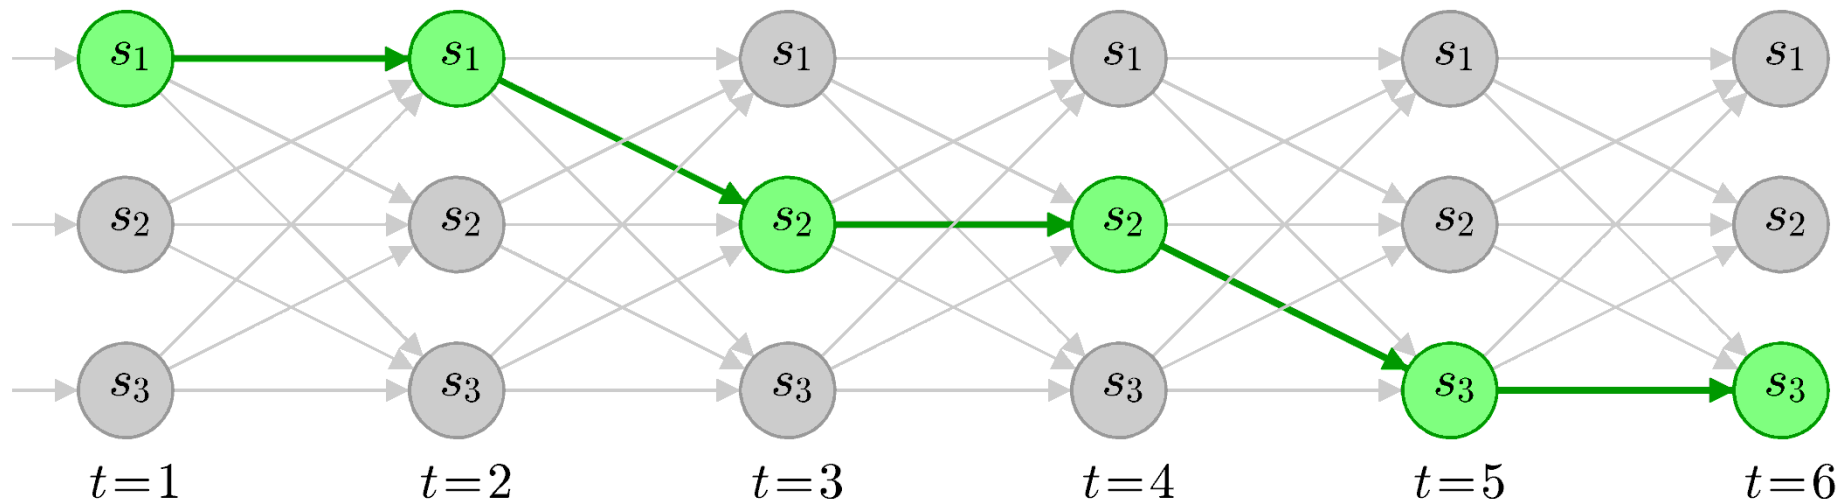 s₁ s₁ s₁ s₁ s₁ s₁
s₂ s₂ s₂ s₂ s₂ s₂
s₃ s₃ s₃ s₃ s₃ s₃
t=1 t=2 t=3 t=4 t=5 t=6